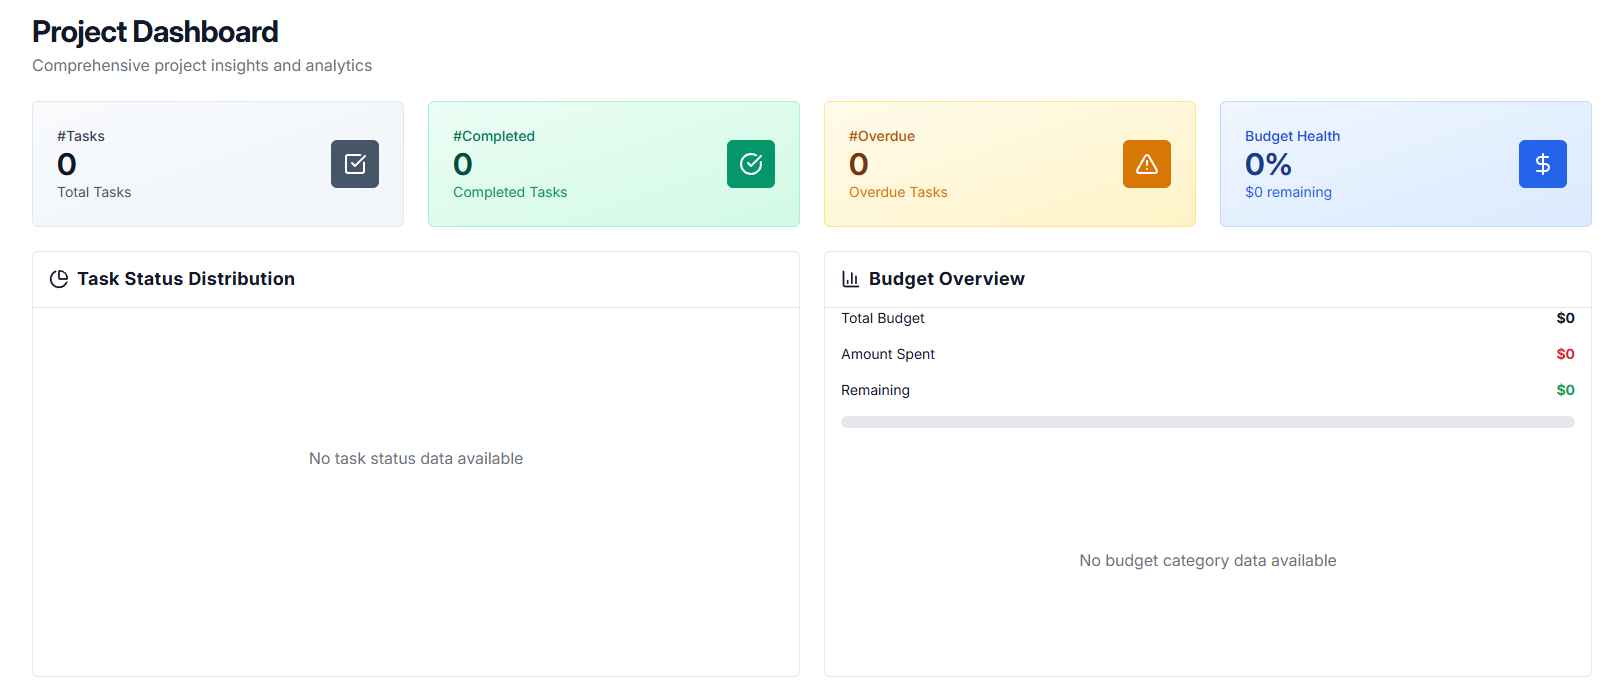 Project Dashboard
Comprehensive project insights and analytics
#Tasks
0
Total Tasks
#Completed
0
Completed Tasks
#Overdue
0
Overdue Tasks
Budget Health
0%
$0 remaining
Task Status Distribution
No task status data available
Budget Overview
Total Budget $0
Amount Spent $0
Remaining $0
No budget category data available